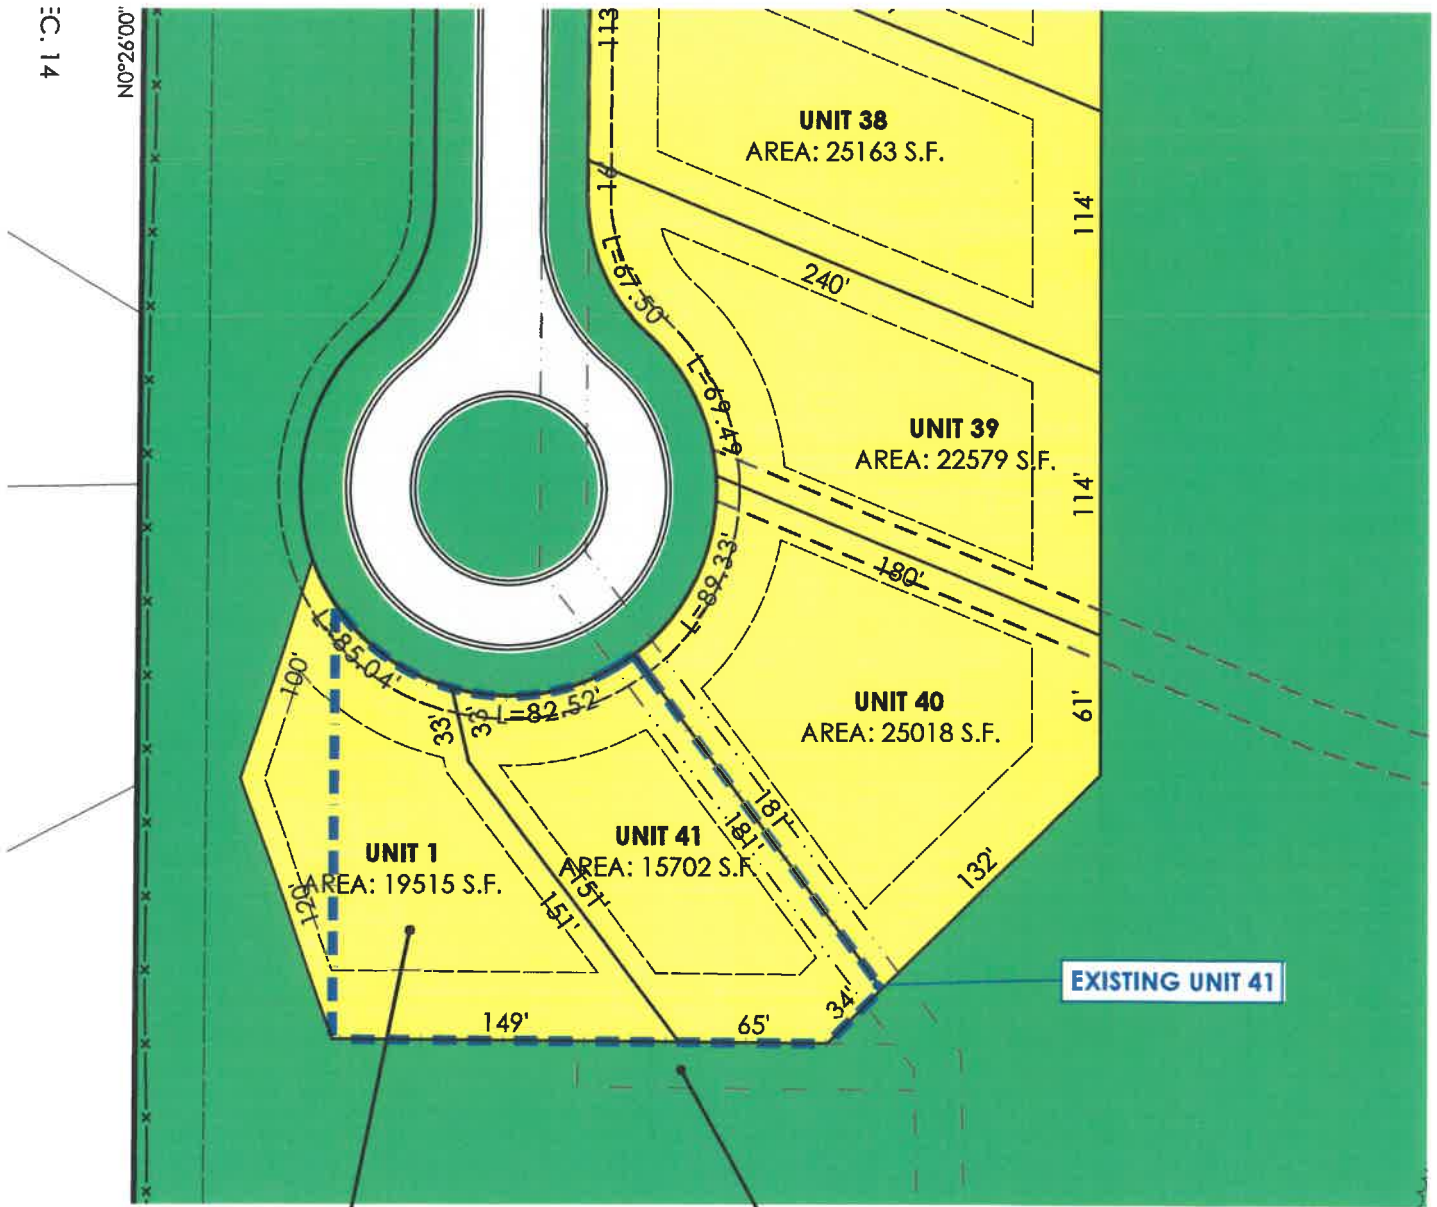 EC. 14
N0°26'00"
113
UNIT 38
AREA: 25163 S.F.
16'
114'
L=67.50'
240'
L=69.49'
UNIT 39
AREA: 22579 S.F.
114'
180'
L=89.33'
L=85.04'
100'
33'
33'
L=82.52'
UNIT 40
AREA: 25018 S.F.
61'
181'
181'
UNIT 41
AREA: 15702 S.F.
UNIT 1
AREA: 19515 S.F.
120'
151'
151'
132'
34'
EXISTING UNIT 41
149'
65'